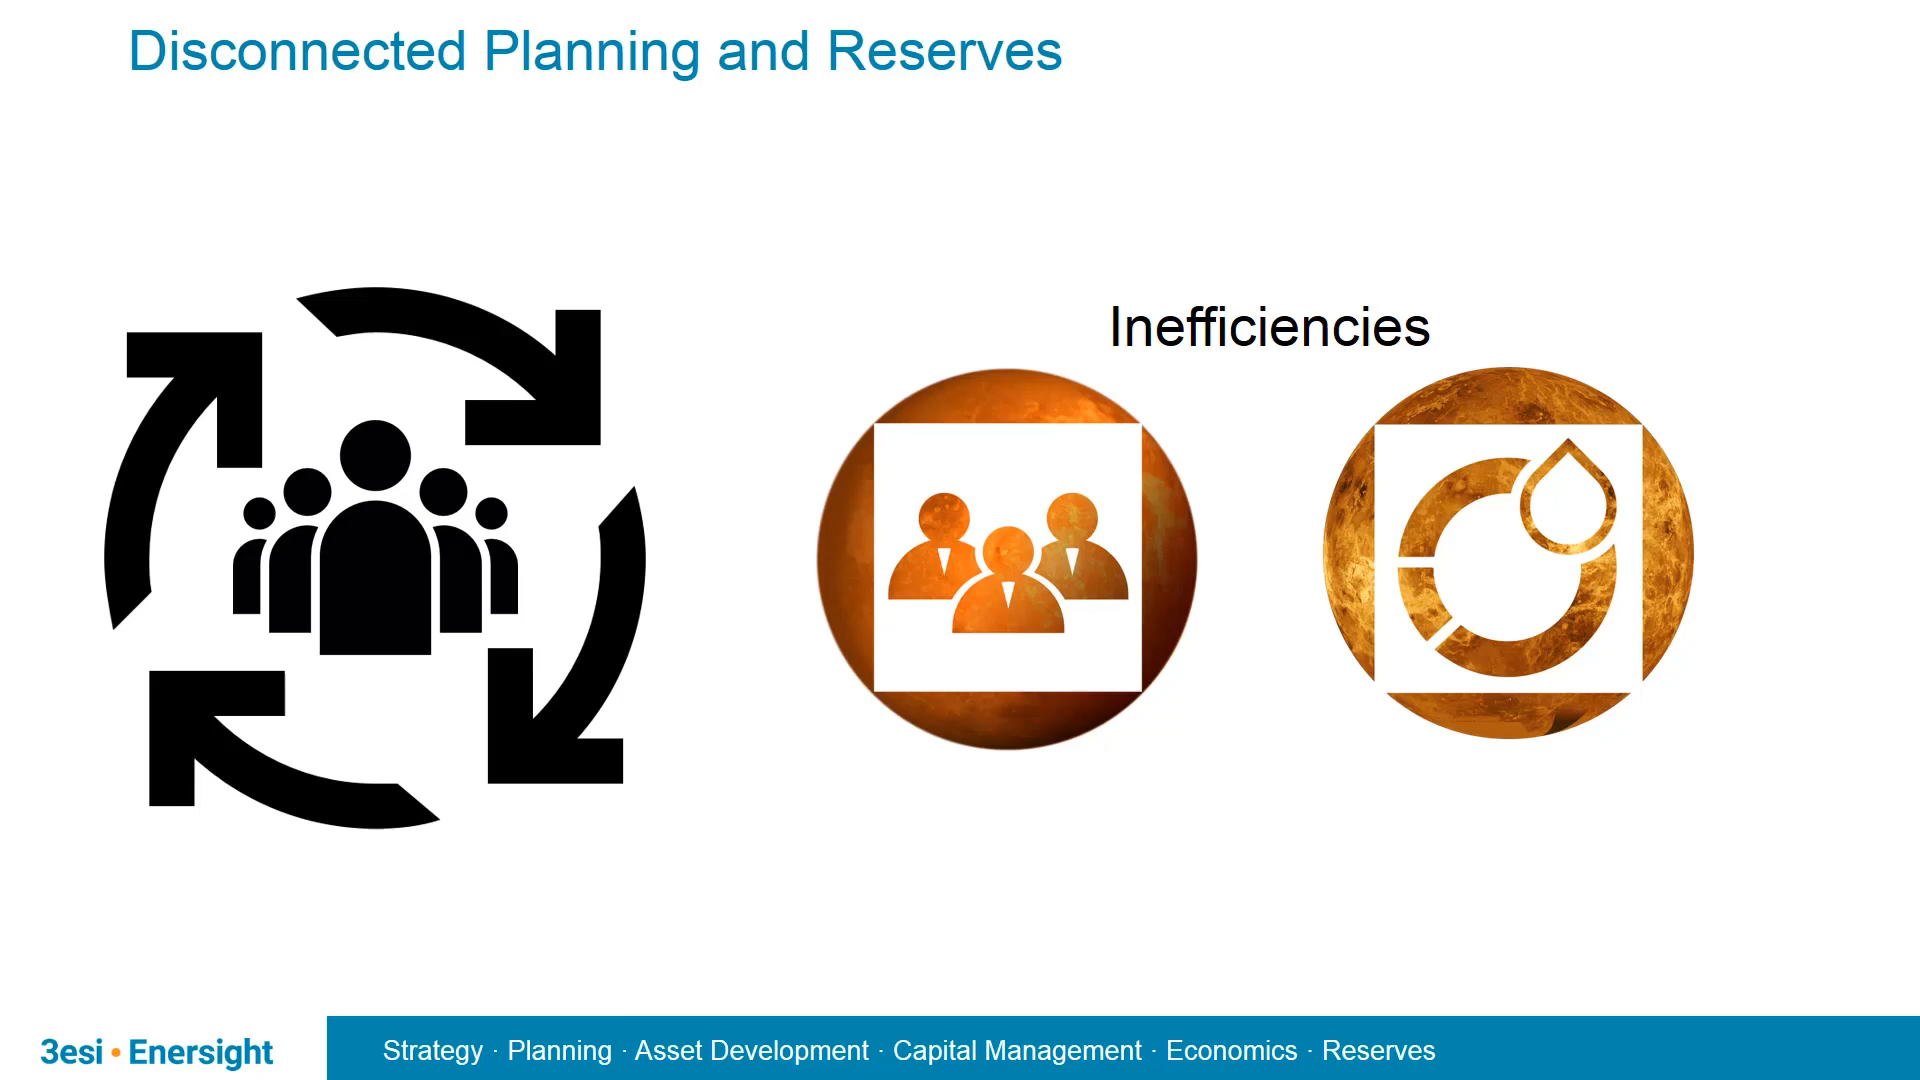 Disconnected Planning and Reserves
Inefficiencies
3esi • Enersight
Strategy · Planning · Asset Development · Capital Management · Economics · Reserves